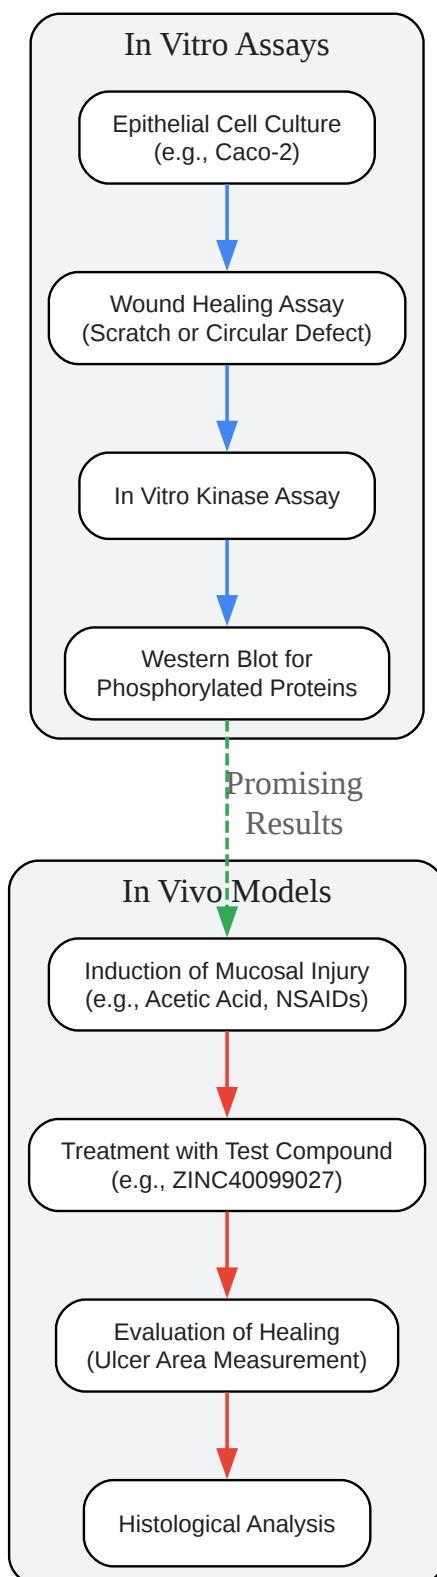 In Vitro Assays
Epithelial Cell Culture
(e.g., Caco-2)
Wound Healing Assay
(Scratch or Circular Defect)
In Vitro Kinase Assay
Western Blot for
Phosphorylated Proteins
Promising
Results
In Vivo Models
Induction of Mucosal Injury
(e.g., Acetic Acid, NSAIDs)
Treatment with Test Compound
(e.g., ZINC40099027)
Evaluation of Healing
(Ulcer Area Measurement)
Histological Analysis